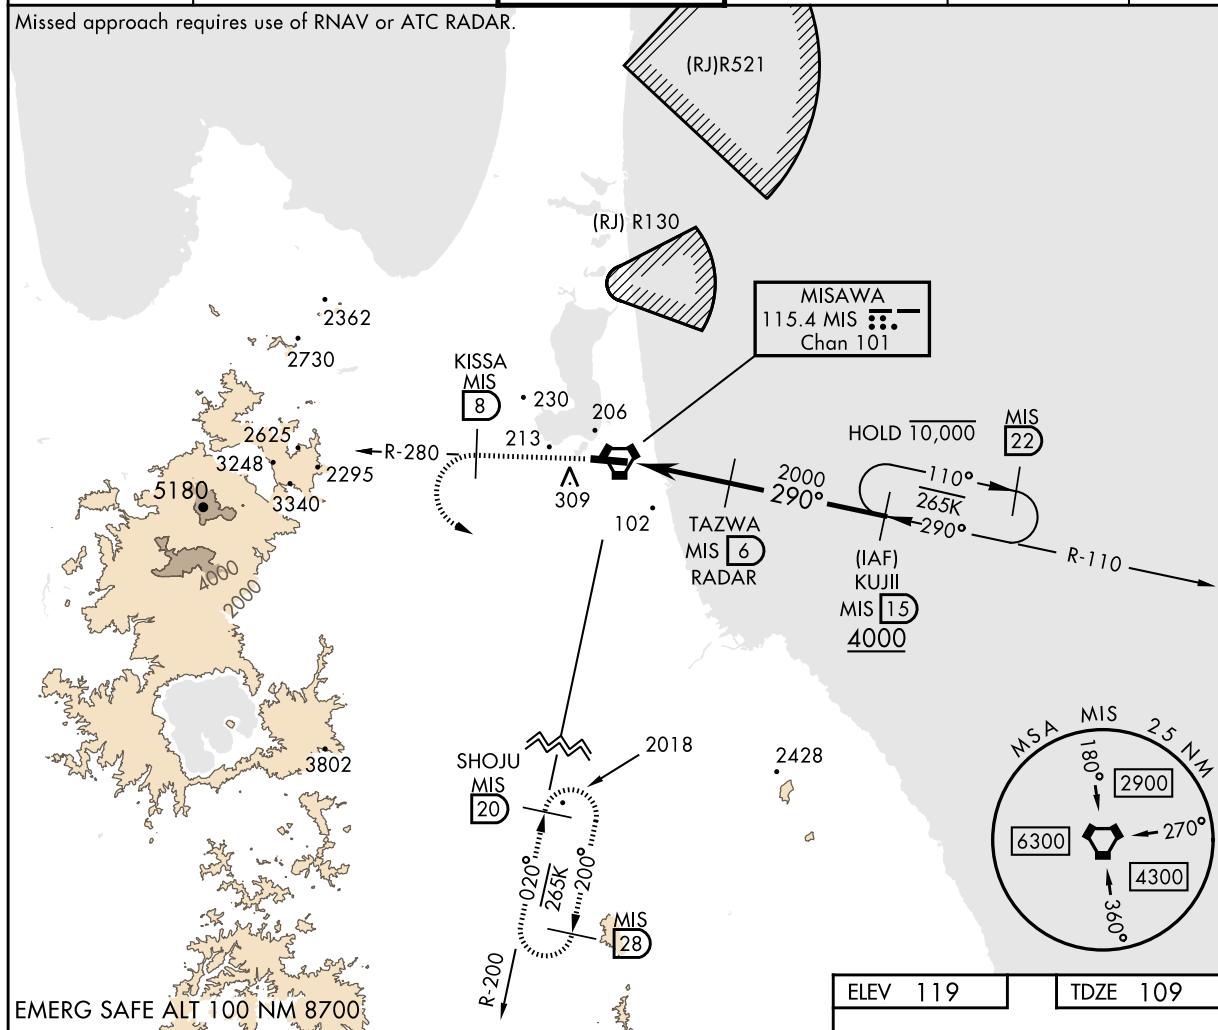 Missed approach requires use of RNAV or ATC RADAR.
(RJ)R521
(RJ) R130
MISAWA
115.4 MIS
Chan 101
2362
2730
KISSA
MIS
8
230
206
213
R-280
309
102
2625
3248
2295
3340
5180
4000
2000
HOLD 10,000
MIS
22
110°
265K
290°
2000
290°
R-110
TAZWA
MIS 6
RADAR
(IAF)
KUJII
MIS 15
4000
3802
SHOJU
MIS
20
2018
2428
020°
265K
200°
MIS
28
R-200
MSA MIS 25 NM
180°
2900
6300
270°
4300
360°
EMERG SAFE ALT 100 NM 8700
ELEV 119
TDZE 109